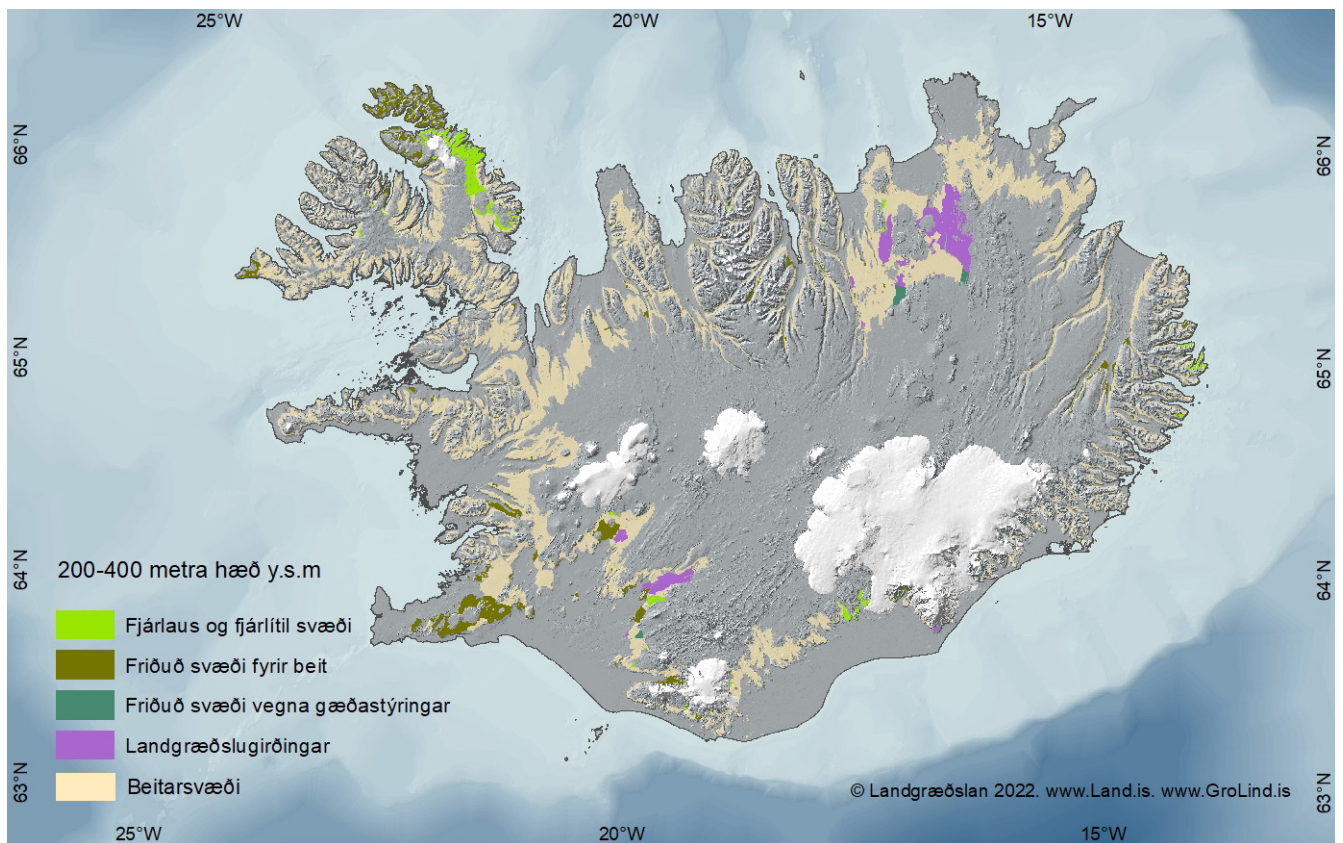 25°W 20°W 15°W
66°N 66°N
65°N 65°N
64°N 64°N
200-400 metra hæð y.s.m
Fjárlaus og fjárlítil svæði
Friðuð svæði fyrir beit
Friðuð svæði vegna gæðastýringar
Landgræðslugirðingar
Beitarsvæði
63°N 63°N
© Landgræðslan 2022. www.Land.is. www.GroLind.is
25°W 20°W 15°W